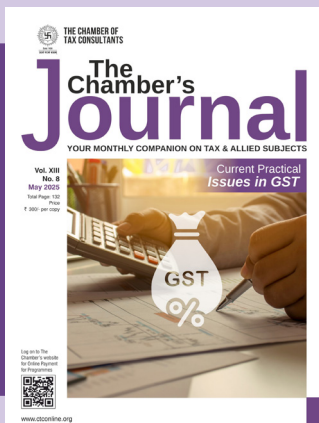 THE CHAMBER OF
TAX CONSULTANTS
The
Chamber's
Journal
YOUR MONTHLY COMPANION ON TAX & ALLIED SUBJECTS
Vol. XIII
No. 8
May 2025
Total Page: 132
Price
₹ 300/- per copy
Current Practical
Issues in GST
GST
%
Log on to The
Chamber's website
for Online Payment
for Programmes
www.ctconline.org